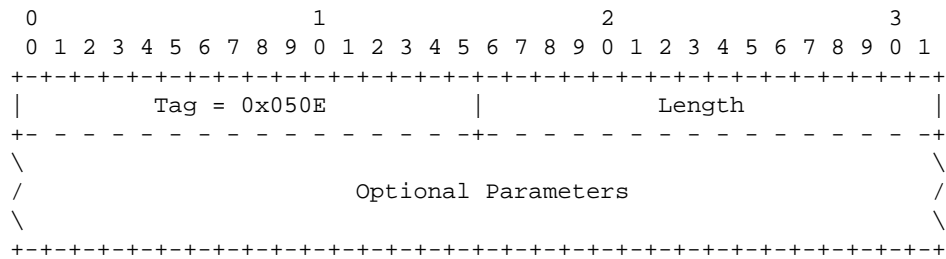 0                   1                   2                   3
 0 1 2 3 4 5 6 7 8 9 0 1 2 3 4 5 6 7 8 9 0 1 2 3 4 5 6 7 8 9 0 1
+-+-+-+-+-+-+-+-+-+-+-+-+-+-+-+-+-+-+-+-+-+-+-+-+-+-+-+-+-+-+-+-+
|         Tag = 0x050E          |            Length             |
+- - - - - - - - - - - - - - - -+- - - - - - - - - - - - - - - -+
\                                                               \
/                       Optional Parameters                     /
\                                                               \
+-+-+-+-+-+-+-+-+-+-+-+-+-+-+-+-+-+-+-+-+-+-+-+-+-+-+-+-+-+-+-+-+